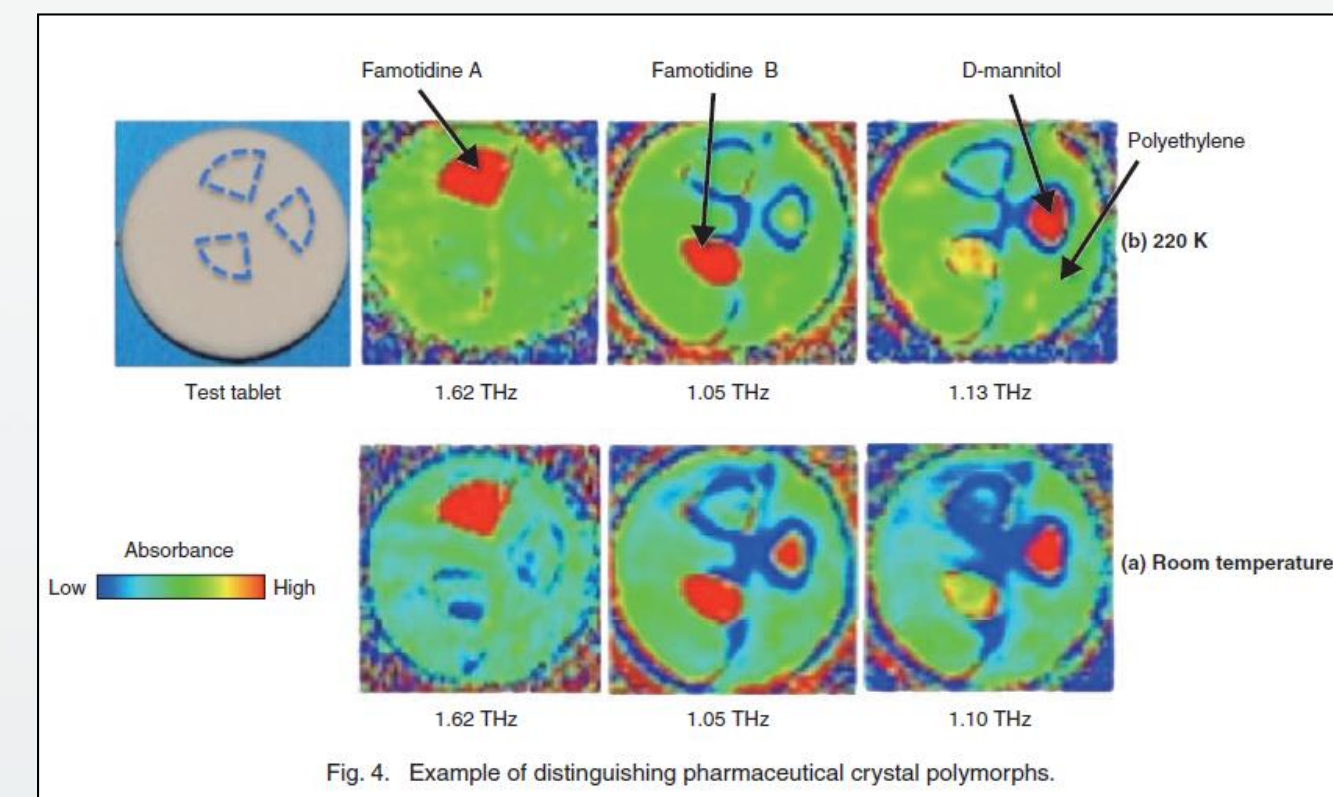 Famotidine A
Famotidine B
D-mannitol
Polyethylene
(b) 220 K
Test tablet
1.62 THz
1.05 THz
1.13 THz
Absorbance
Low
High
(a) Room temperature
1.62 THz
1.05 THz
1.10 THz
Fig. 4. Example of distinguishing pharmaceutical crystal polymorphs.